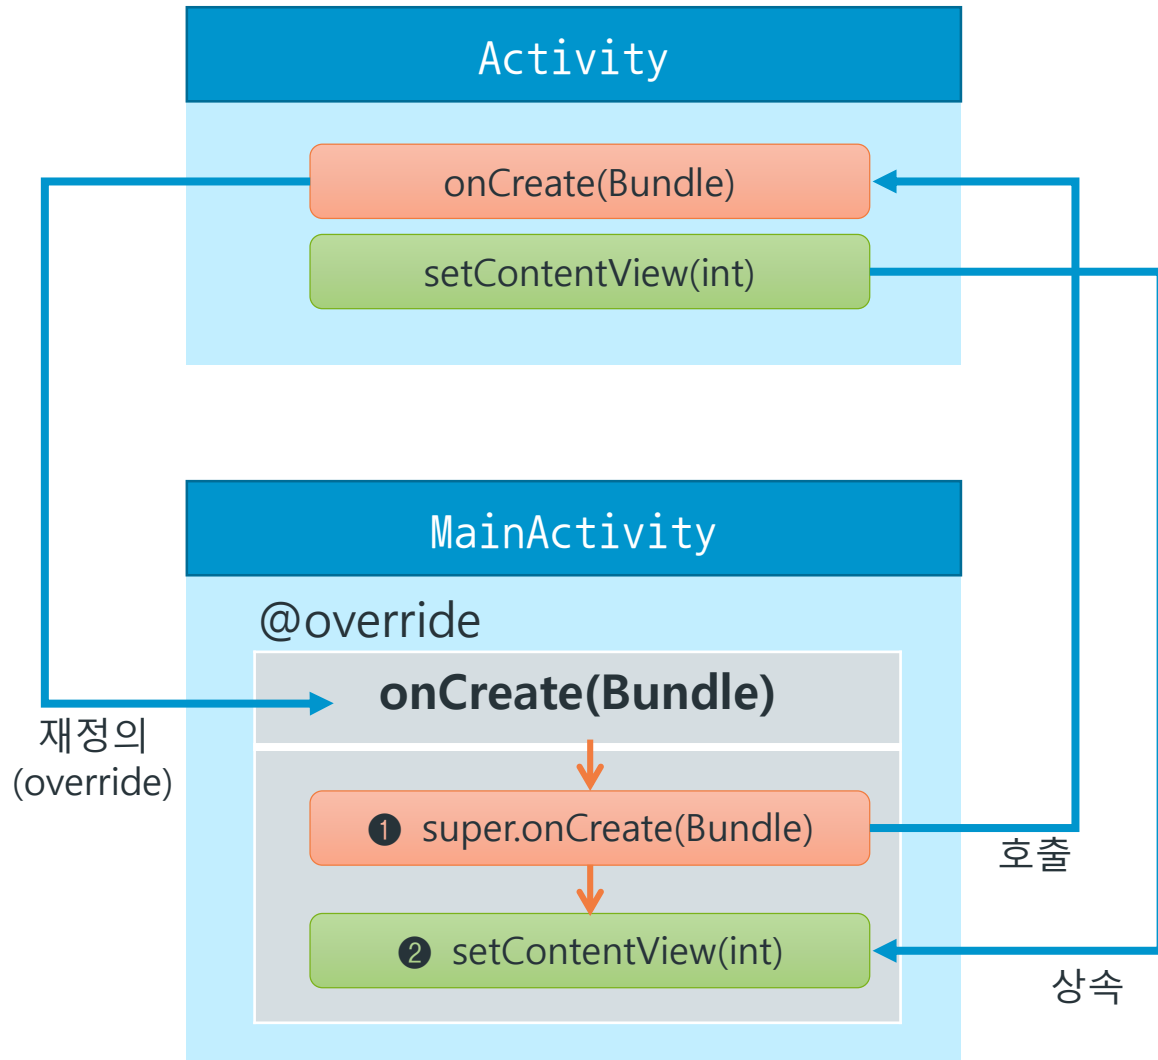 Activity
onCreate(Bundle)
setContentView(int)
MainActivity
@override
onCreate(Bundle)
재정의
(override)
❶ super.onCreate(Bundle)
호출
❷ setContentView(int)
상속